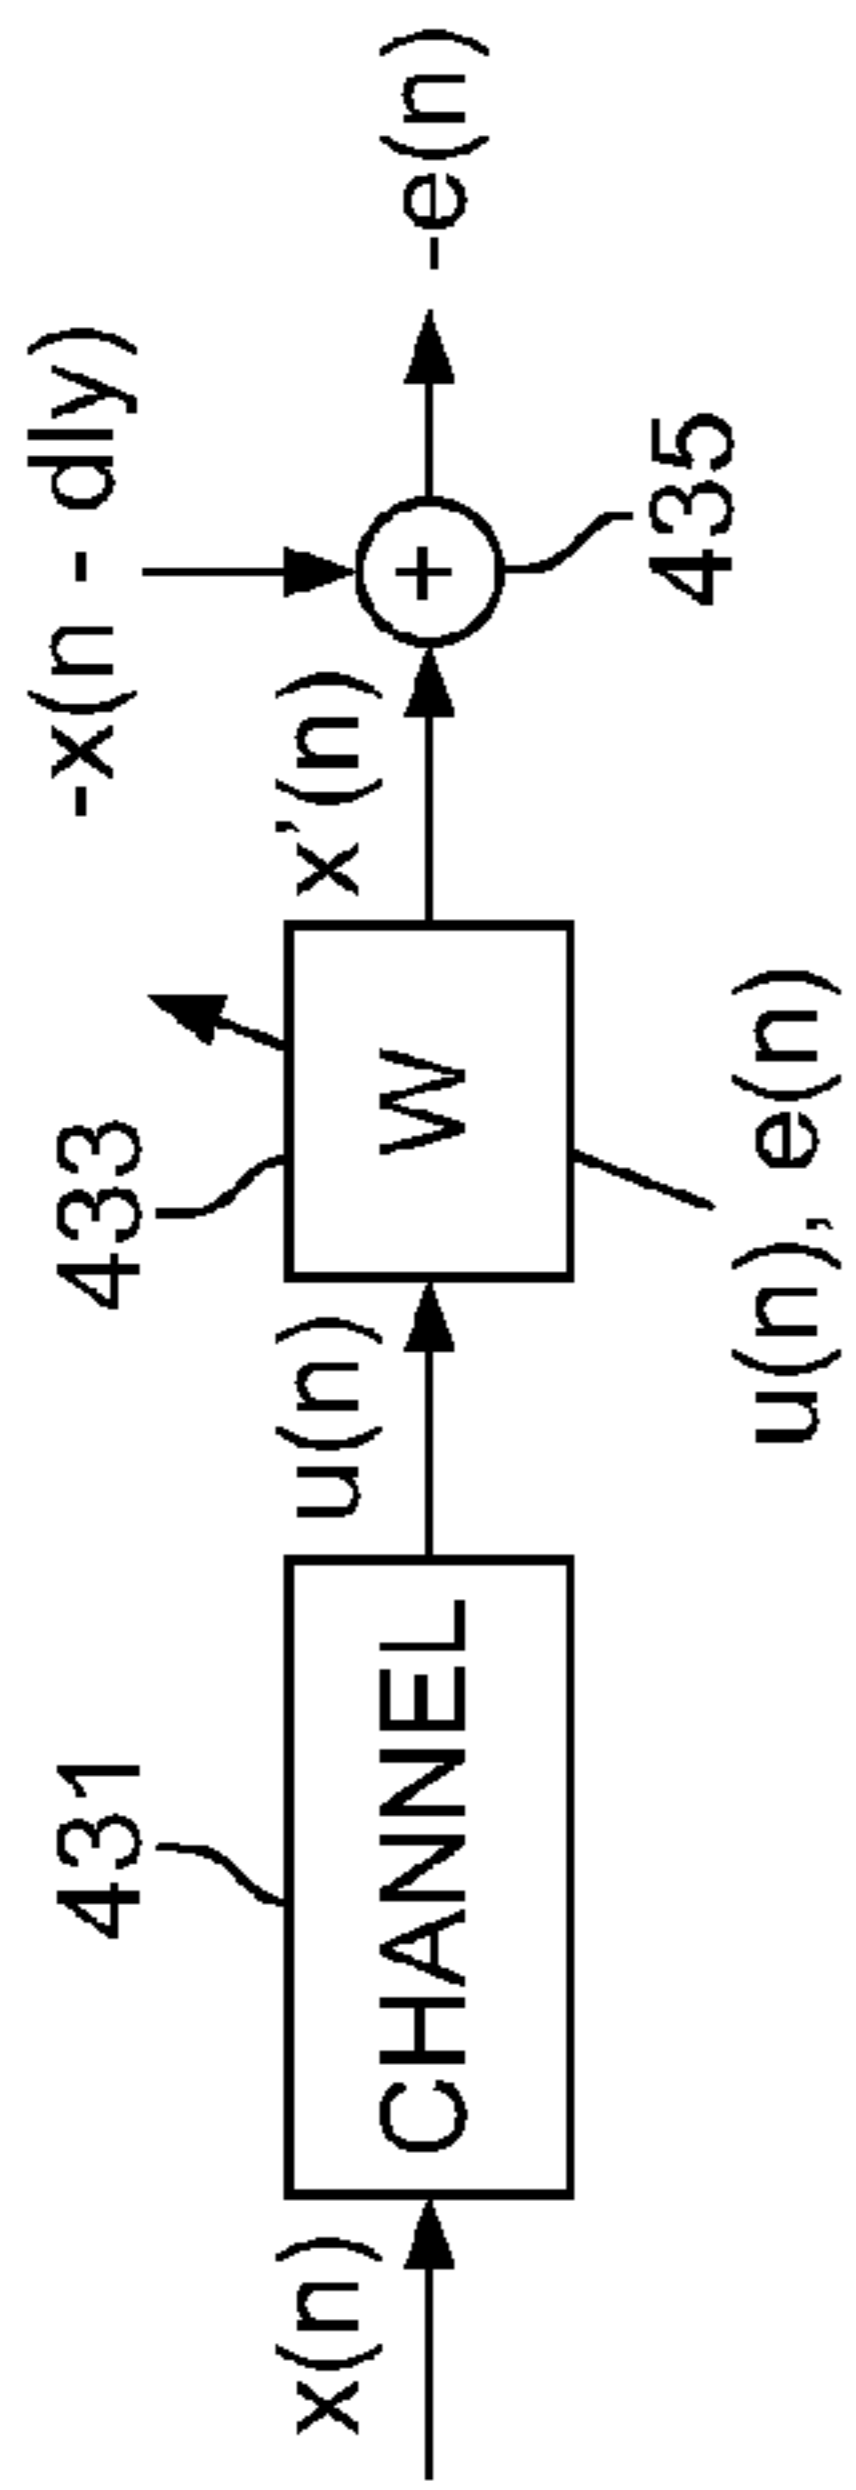 -x(n - dly)
431
433
x(n)
u(n)
x'(n)
CHANNEL
W
+
-e(n)
u(n), e(n)
435